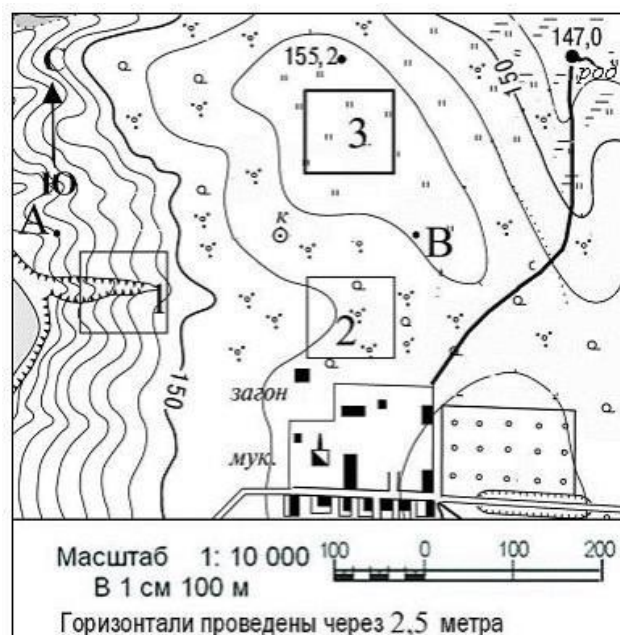 155,2
147,0
150
род
С
3
Ю
к
А
В
1
2
150
загон
мук.
Масштаб 1: 10 000
100 0 100 200
В 1 см 100 м
Горизонтали проведены через 2,5 метра